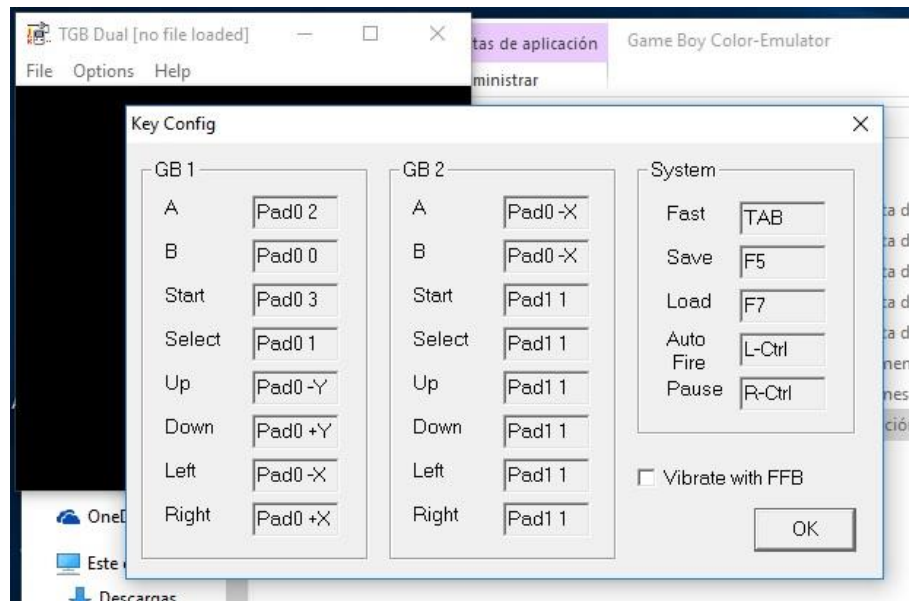 TGB Dual [no file loaded]
File Options Help
tas de aplicación
ministrar
Game Boy Color-Emulator
Key Config
GB 1
A Pad0 2
B Pad0 0
Start Pad0 3
Select Pad0 1
Up Pad0 -Y
Down Pad0 +Y
Left Pad0 -X
Right Pad0 +X
GB 2
A Pad0 -X
B Pad0 -X
Start Pad1 1
Select Pad1 1
Up Pad1 1
Down Pad1 1
Left Pad1 1
Right Pad1 1
System
Fast TAB
Save F5
Load F7
Auto
Fire L-Ctrl
Pause R-Ctrl
Vibrate with FFB
OK
Este
Descargas